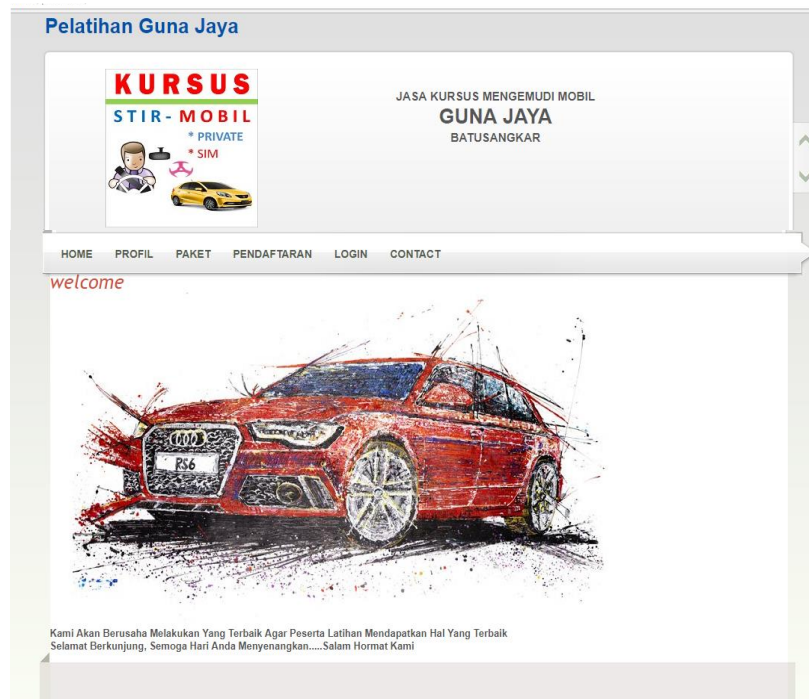 Pelatihan Guna Jaya
KURSUS
STIR- MOBIL
* PRIVATE
* SIM
JASA KURSUS MENGEMUDI MOBIL
GUNA JAYA
BATUSANGKAR
HOME PROFIL PAKET PENDAFTARAN LOGIN CONTACT
welcome
RS6
Kami Akan Berusaha Melakukan Yang Terbaik Agar Peserta Latihan Mendapatkan Hal Yang Terbaik
Selamat Berkunjung, Semoga Hari Anda Menyenangkan.....Salam Hormat Kami